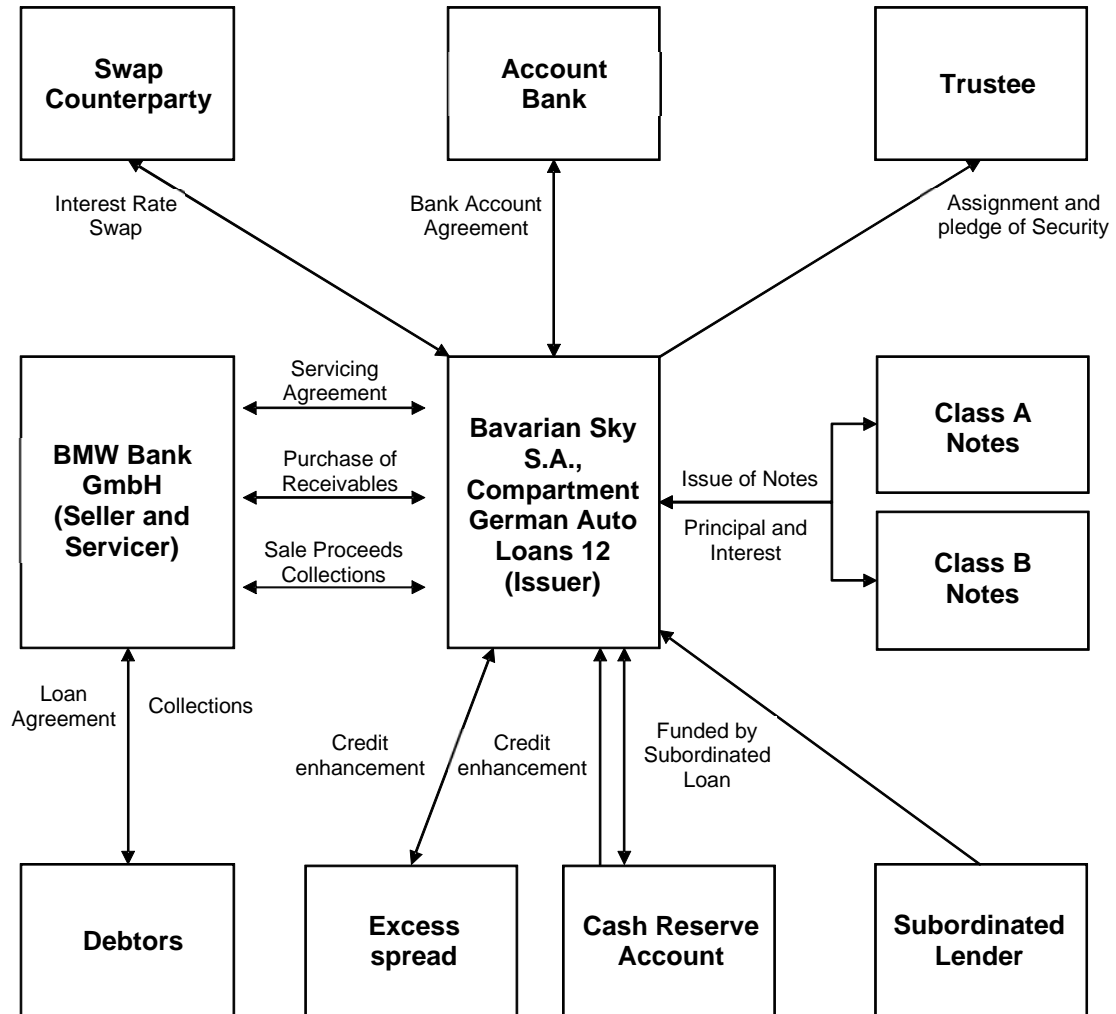 Swap
Counterparty
Account
Bank
Trustee
Interest Rate
Swap
Bank Account
Agreement
Assignment and
pledge of Security
BMW Bank
GmbH
(Seller and
Servicer)
Servicing
Agreement
Purchase of
Receivables
Sale Proceeds
Collections
Bavarian Sky
S.A.,
Compartment
German Auto
Loans 12
(Issuer)
Issue of Notes
Principal and
Interest
Class A
Notes
Class B
Notes
Loan
Agreement
Collections
Credit
enhancement
Credit
enhancement
Funded by
Subordinated
Loan
Debtors
Excess
spread
Cash Reserve
Account
Subordinated
Lender